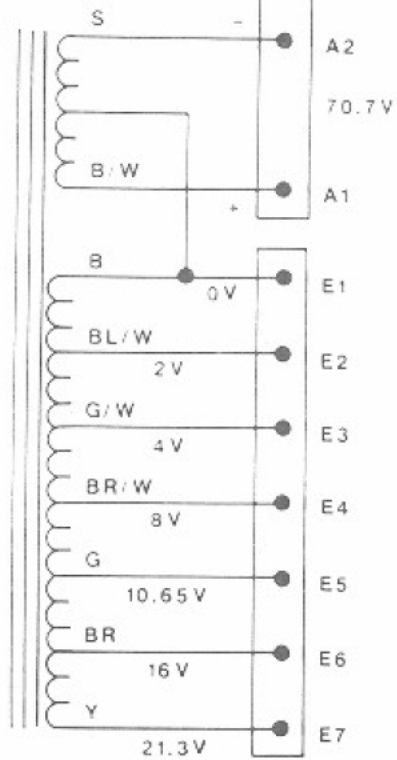 S - A2
70.7V
B/W + A1
B 0V E1
BL/W 2V E2
G/W 4V E3
BR/W 8V E4
G 10.65V E5
BR 16V E6
Y 21.3V E7